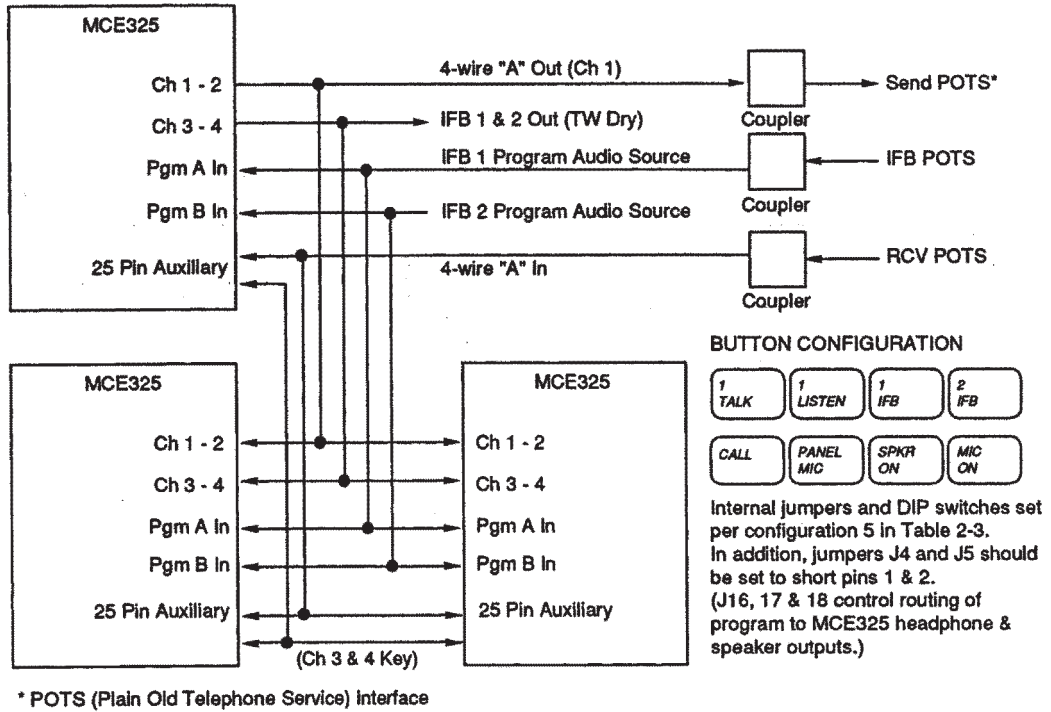 MCE325
Ch 1 - 2
Ch 3 - 4
Pgm A In
Pgm B In
25 Pin Auxiliary
4-wire "A" Out (Ch 1)
IFB 1 & 2 Out (TW Dry)
IFB 1 Program Audio Source
IFB 2 Program Audio Source
4-wire "A" In
Coupler
Send POTS*
Coupler
IFB POTS
Coupler
RCV POTS
MCE325
Ch 1 - 2
Ch 3 - 4
Pgm A In
Pgm B In
25 Pin Auxiliary
(Ch 3 & 4 Key)
MCE325
Ch 1 - 2
Ch 3 - 4
Pgm A In
Pgm B In
25 Pin Auxiliary
BUTTON CONFIGURATION
1
TALK
1
LISTEN
1
IFB
2
IFB
CALL
PANEL
MIC
SPKR
ON
MIC
ON
Internal jumpers and DIP switches set
per configuration 5 in Table 2-3.
In addition, jumpers J4 and J5 should
be set to short pins 1 & 2.
(J16, 17 & 18 control routing of
program to MCE325 headphone &
speaker outputs.)
* POTS (Plain Old Telephone Service) interface